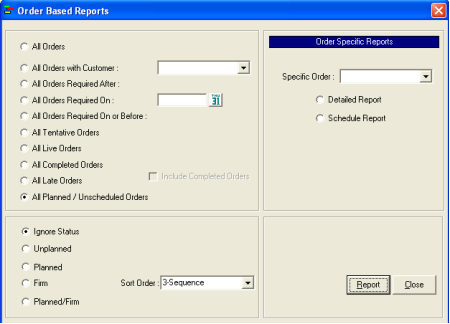 Order Based Reports
All Orders
All Orders with Customer :
All Orders Required After :
All Orders Required On :
All Orders Required On or Before :
All Tentative Orders
All Live Orders
All Completed Orders
All Late Orders
Include Completed Orders
All Planned / Unscheduled Orders
Order Specific Reports
Specific Order :
Detailed Report
Schedule Report
Ignore Status
Unplanned
Planned
Firm
Sort Order : 3-Sequence
Planned/Firm
Report Close